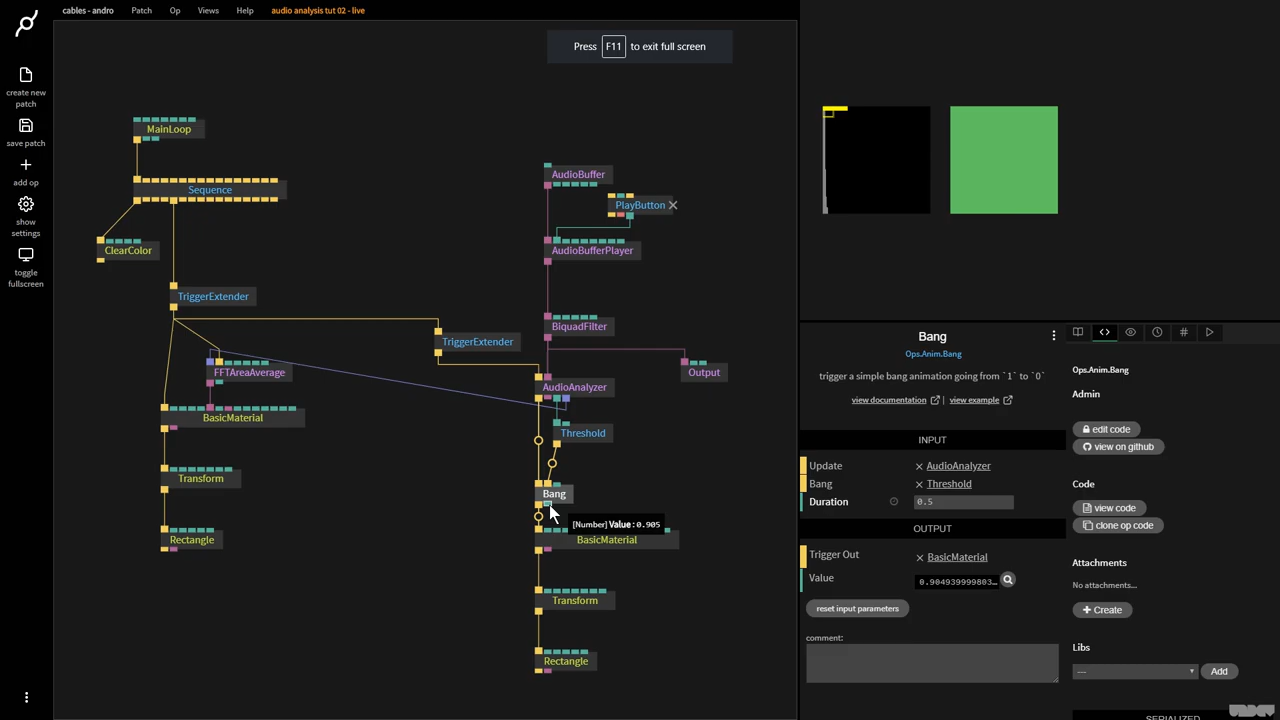 cables - andro
Patch
Op
Views
Help
audio analysis tut 02 - live
Press F11 to exit full screen
create new
patch
save patch
add op
show
settings
toggle
fullscreen
MainLoop
Sequence
ClearColor
TriggerExtender
TriggerExtender
FFTAreaAverage
BasicMaterial
Transform
Rectangle
AudioBuffer
PlayButton
AudioBufferPlayer
BiquadFilter
Output
AudioAnalyzer
Threshold
Bang
[Number] Value : 0.905
BasicMaterial
Transform
Rectangle
Bang
Ops.Anim.Bang
trigger a simple bang animation going from `1` to `0`
view documentation
view example
INPUT
Update
AudioAnalyzer
Bang
Threshold
Duration
0.5
OUTPUT
Trigger Out
BasicMaterial
Value
0.904939999803…
reset input parameters
comment:
Ops.Anim.Bang
Admin
edit code
view on github
Code
view code
clone op code
Attachments
No attachments…
Create
Libs
---
Add